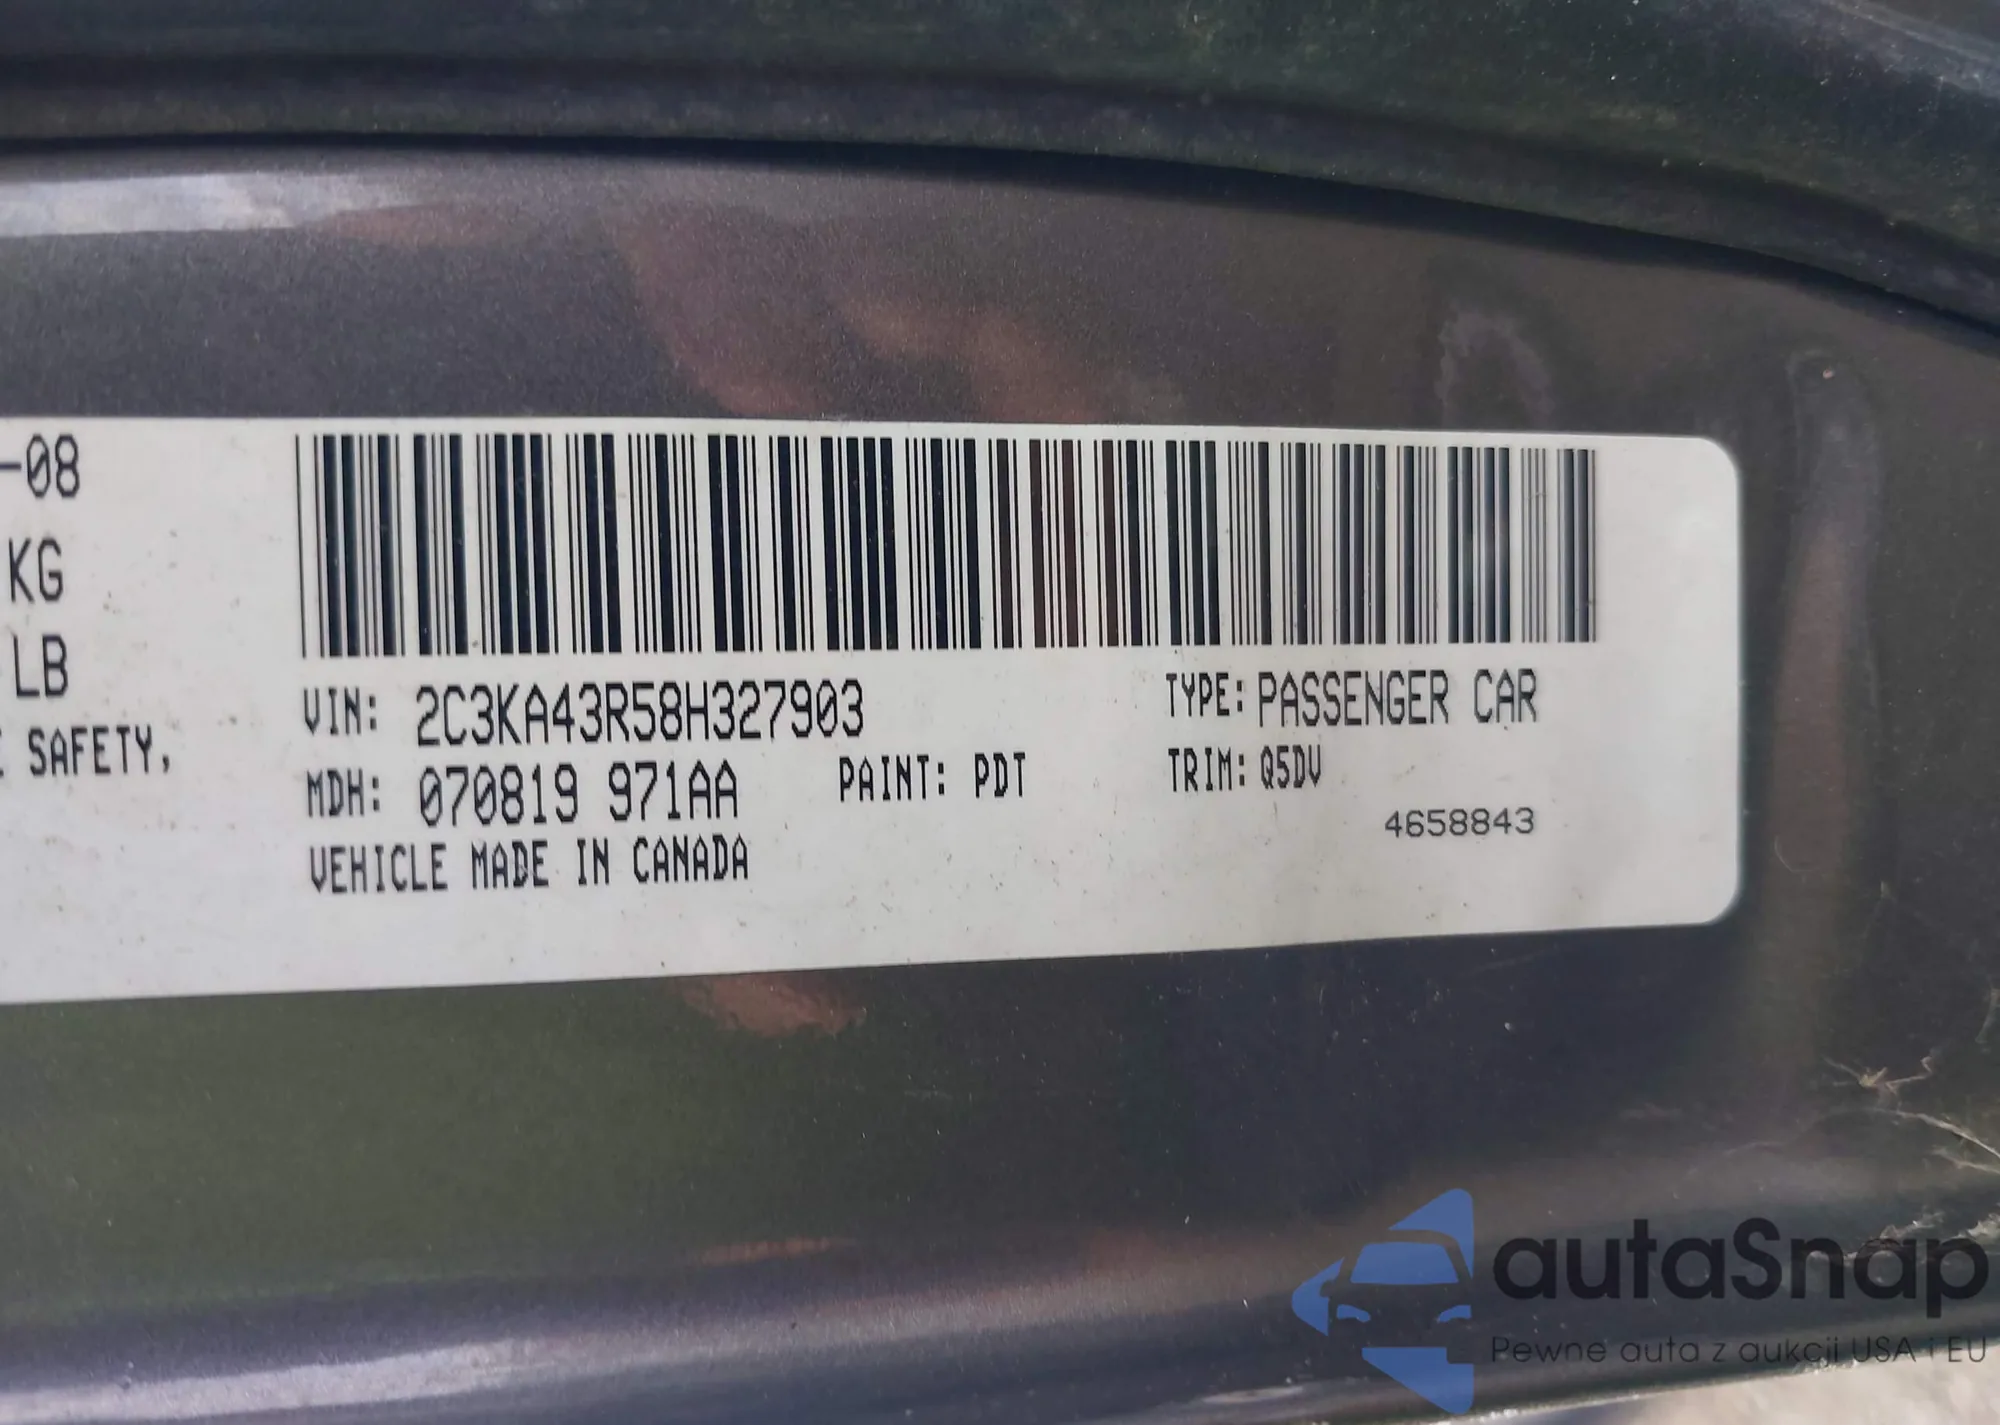 -08
KG
LB
SAFETY,
VIN: 2C3KA43R58H327903
TYPE: PASSENGER CAR
MDH: 070819 971AA
PAINT: PDT
TRIM: Q5DV
4658843
VEHICLE MADE IN CANADA
autaSnap
Pewne auta z aukcji USA i EU